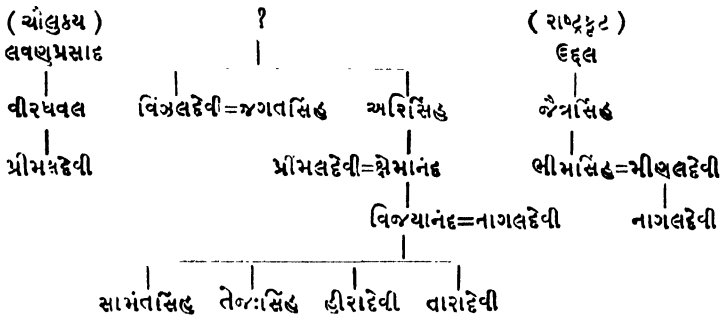 ( ચૌલુક્ય ) ? ( રાષ્ટ્રકૂટ )
લવણપ્રસાદ ઉદ્દલ
વીરધવલ વિંઝલદેવી=જગતસિંહ અરિસિંહ જૈત્રસિંહ
પ્રીમલદેવી પ્રીમલદેવી=ક્ષેમાનંદ ભીમસિંહ=મીણલદેવી
વિજયાનંદ=નાગલદેવી નાગલદેવી
સામંતસિંહ તેજઃસિંહ હીરાદેવી તારાદેવી